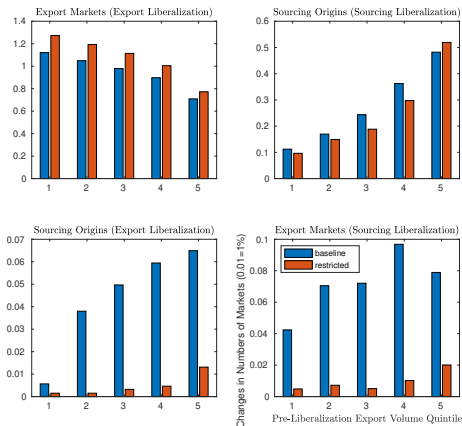 Export Markets (Export Liberalization)
1.4
1.2
1
0.8
0.6
0.4
0.2
0
1 2 3 4 5
Sourcing Origins (Sourcing Liberalization)
0.6
0.5
0.4
0.3
0.2
0.1
0
1 2 3 4 5
Sourcing Origins (Export Liberalization)
0.07
0.06
0.05
0.04
0.03
0.02
0.01
0
1 2 3 4 5
Export Markets (Sourcing Liberalization)
Changes in Numbers of Markets (0.01=1%)
0.1
0.08
0.06
0.04
0.02
0
baseline
restricted
1 2 3 4 5
Pre-Liberalization Export Volume Quintile